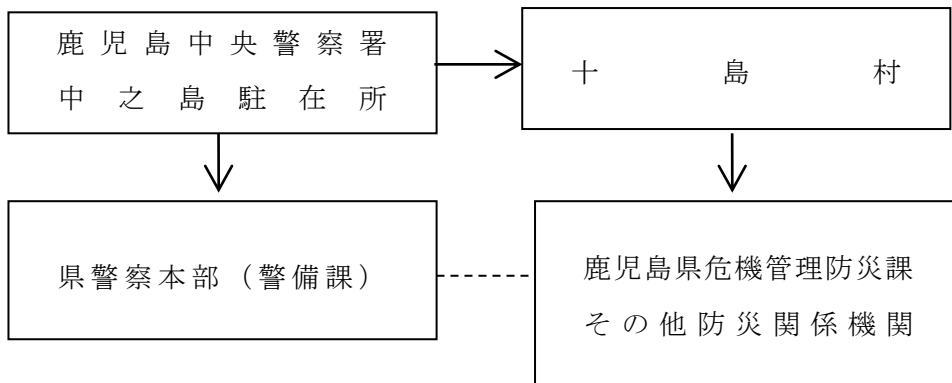 鹿児島中央警察署
中之島駐在所
十島村
県警察本部（警備課）
鹿児島県危機管理防災課
その他防災関係機関